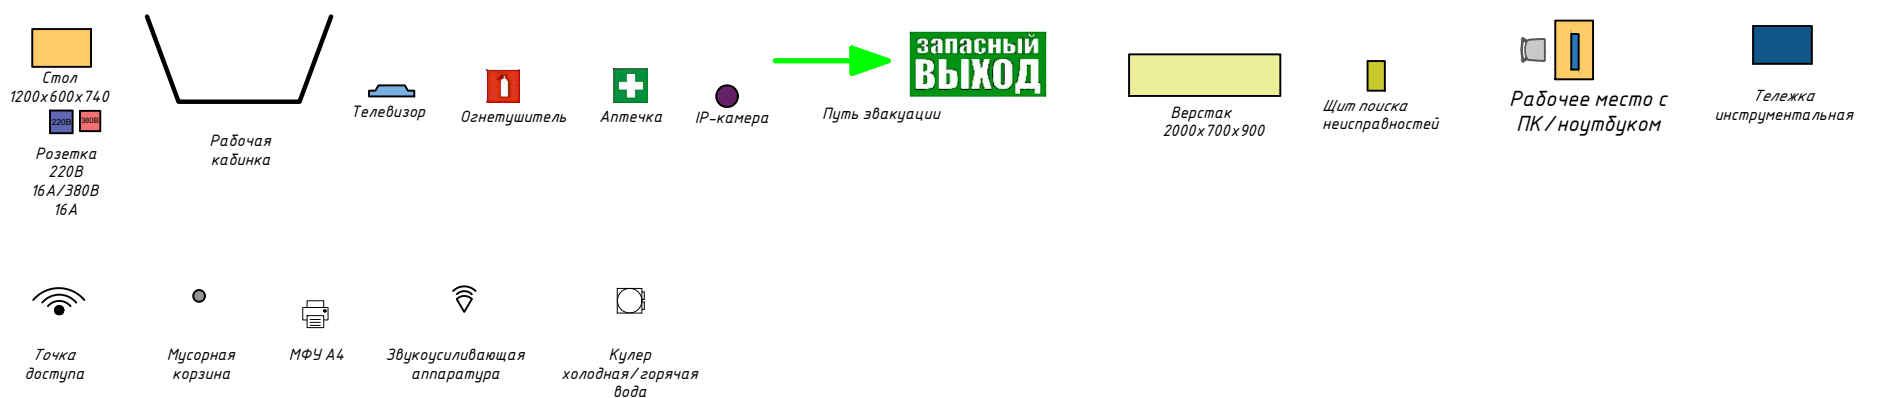 Стол
1200х600х740
220В
380В
Розетка
220В
16А/380В
16А
Рабочая
кабинка
Телевизор
Огнетушитель
Аптечка
IP-камера
Путь эвакуации
запасный
ВЫХОД
Верстак
2000х700х900
Щит поиска
неисправностей
Рабочее место с
ПК/ноутбуком
Тележка
инструментальная
Точка
доступа
Мусорная
корзина
МФУ А4
Звукоусиливающая
аппаратура
Кулер
холодная/горячая
вода